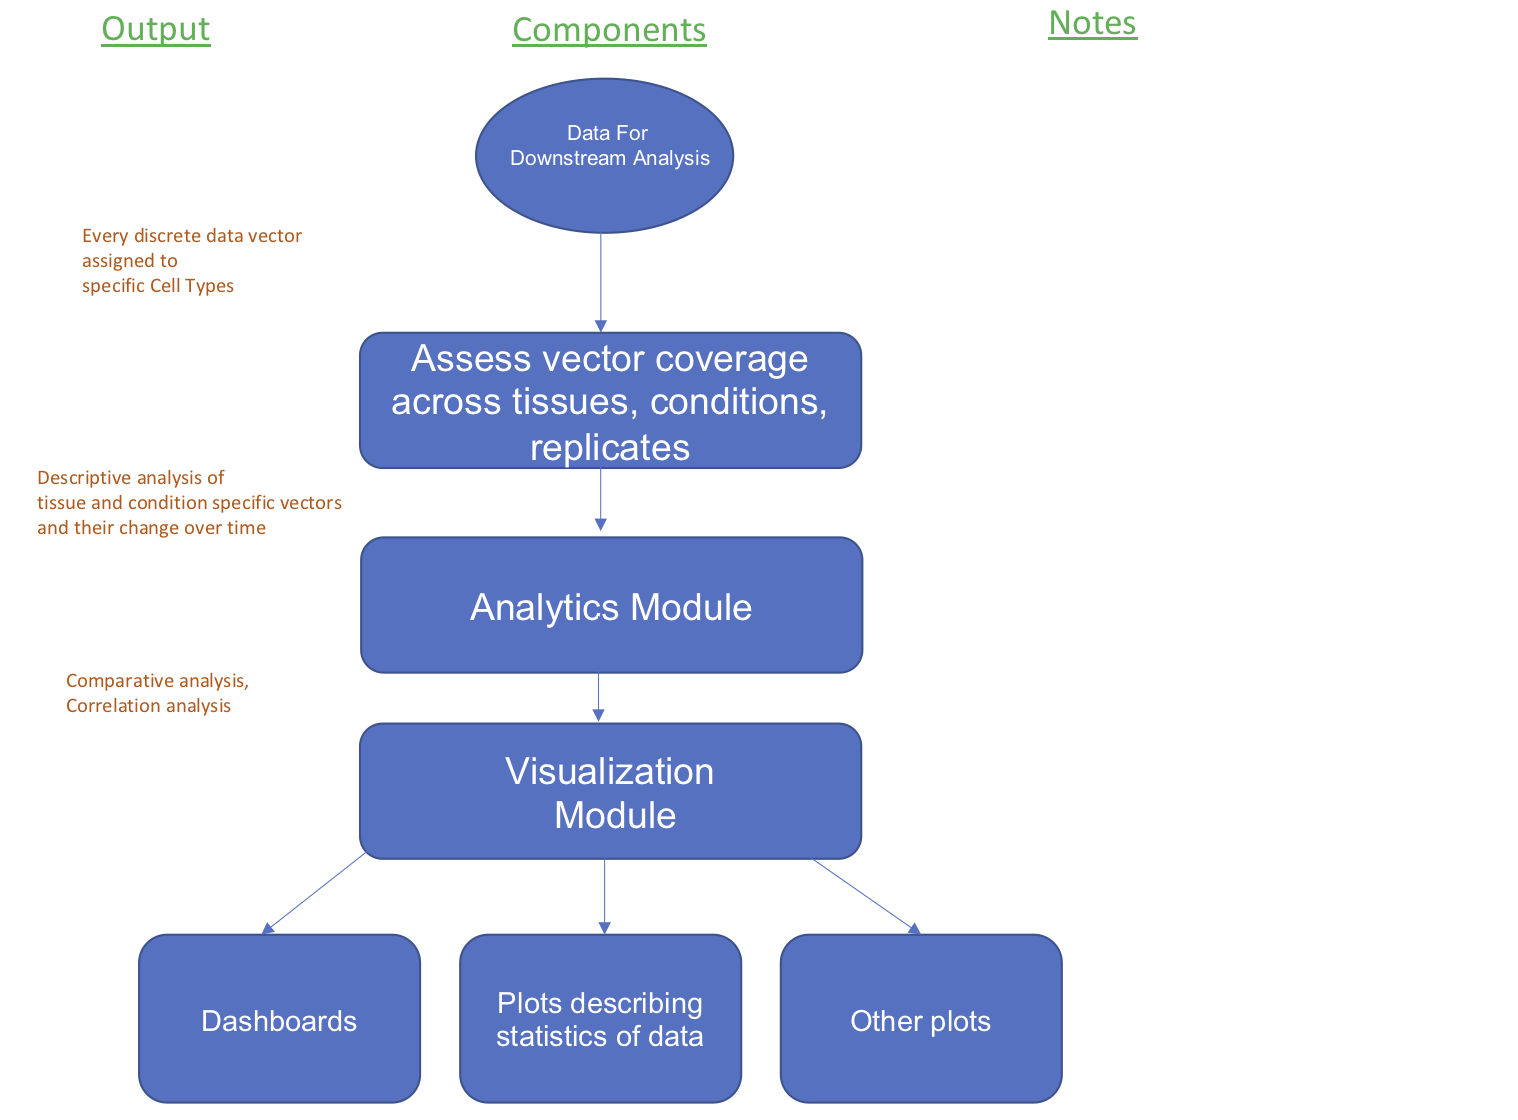 Output
Components
Notes
Data For
Downstream Analysis
Every discrete data vector
assigned to
specific Cell Types
Assess vector coverage
across tissues, conditions,
replicates
Descriptive analysis of
tissue and condition specific vectors
and their change over time
Analytics Module
Comparative analysis,
Correlation analysis
Visualization
Module
Dashboards
Plots describing
statistics of data
Other plots